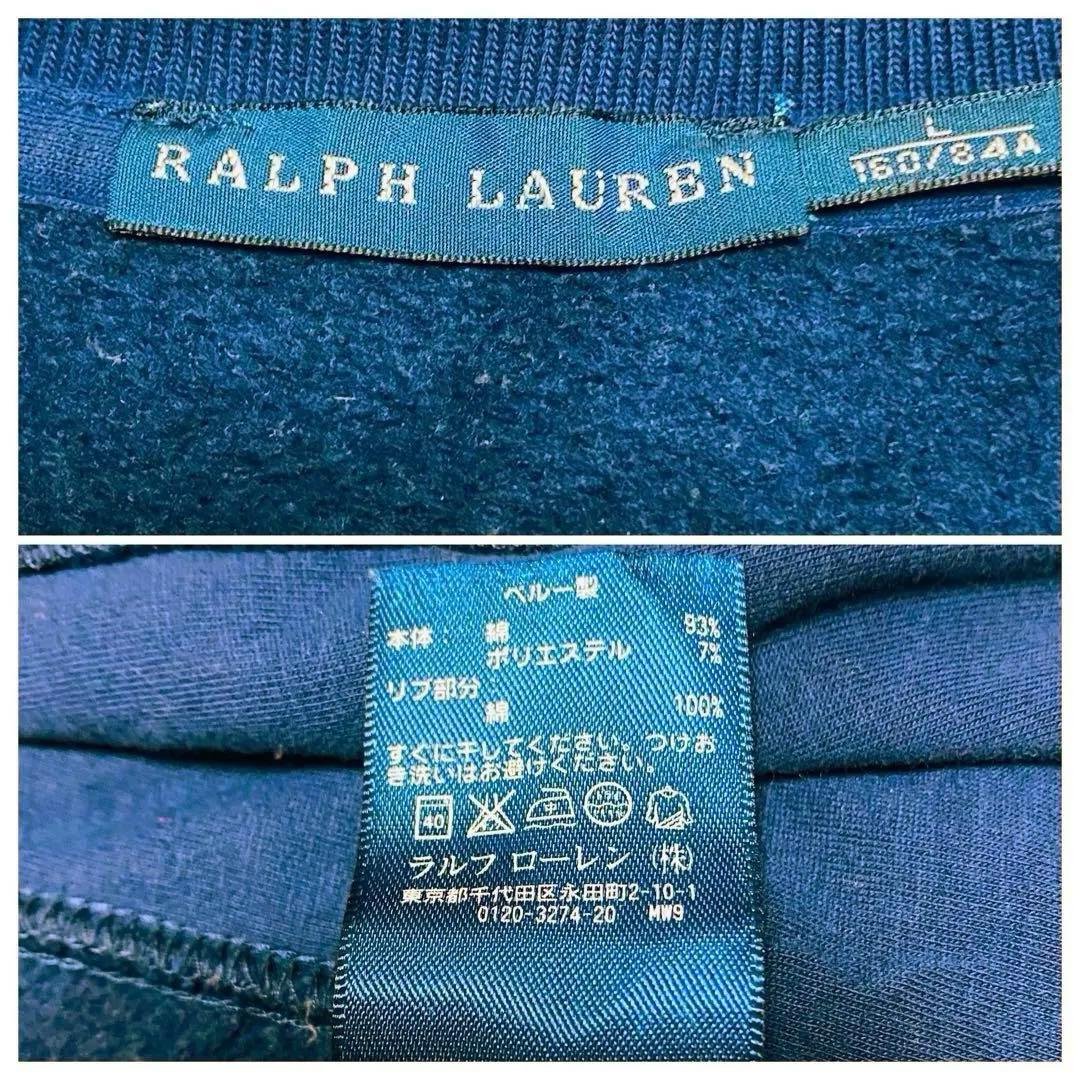 RALPH LAUREN
L
160/84A
ペルー製
本体： 綿 93%
ポリエステル 7%
リブ部分
綿 100%
すぐに干してください。つけお
き洗いはお避けください。
40
ラルフ ローレン （株）
東京都千代田区永田町2-10-1
0120-3274-20 MW9